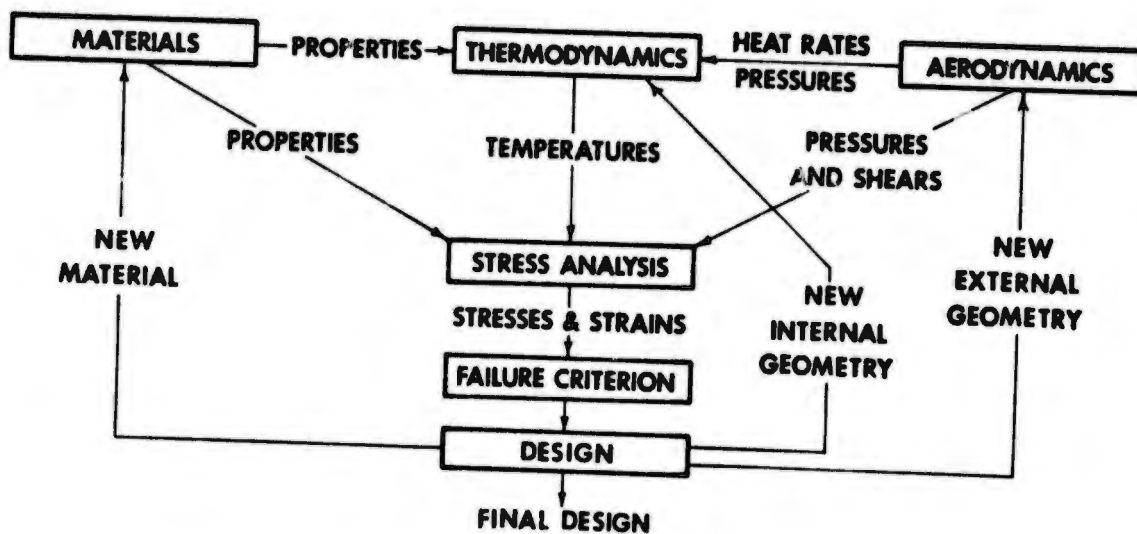 MATERIALS
PROPERTIES
THERMODYNAMICS
HEAT RATES
PRESSURES
AERODYNAMICS
PROPERTIES
TEMPERATURES
PRESSURES
AND SHEARS
NEW
MATERIAL
STRESS ANALYSIS
NEW
INTERNAL
GEOMETRY
NEW
EXTERNAL
GEOMETRY
STRESSES & STRAINS
FAILURE CRITERION
DESIGN
FINAL DESIGN